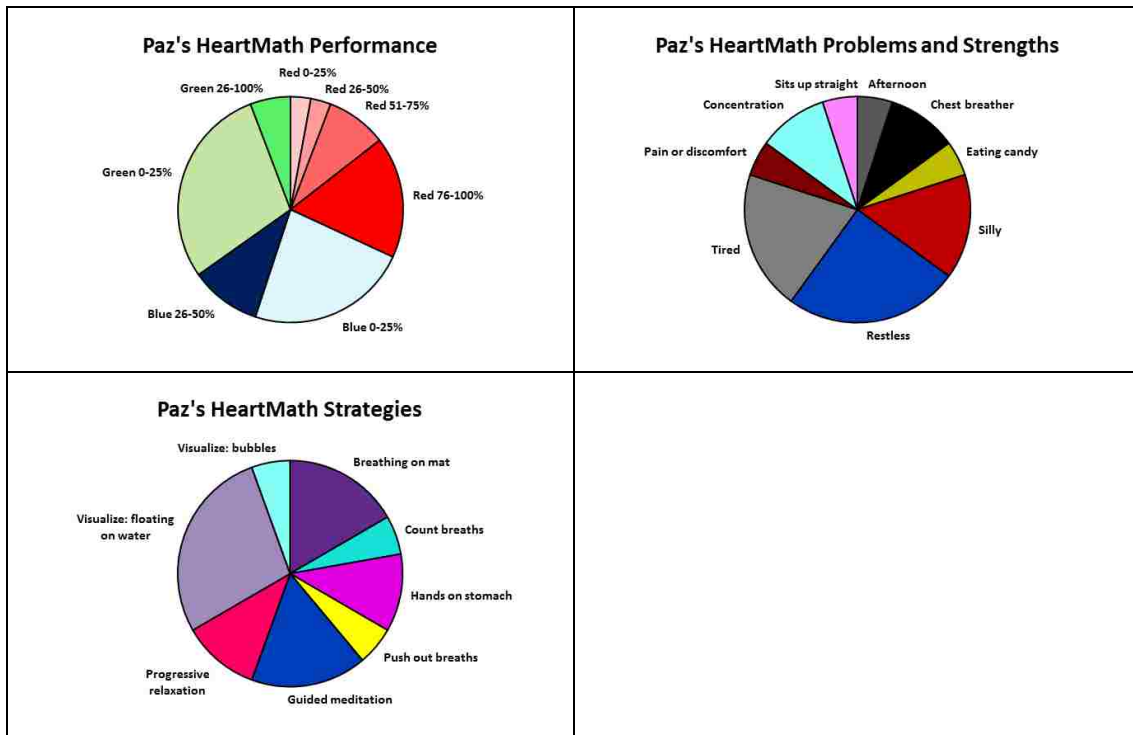 Paz's HeartMath Performance
Red 0-25%
Green 26-100%
Red 26-50%
Red 51-75%
Green 0-25%
Red 76-100%
Blue 26-50%
Blue 0-25%
Paz's HeartMath Problems and Strengths
Sits up straight
Afternoon
Concentration
Chest breather
Pain or discomfort
Eating candy
Silly
Tired
Restless
Paz's HeartMath Strategies
Visualize: bubbles
Breathing on mat
Visualize: floating
on water
Count breaths
Hands on stomach
Push out breaths
Progressive
relaxation
Guided meditation